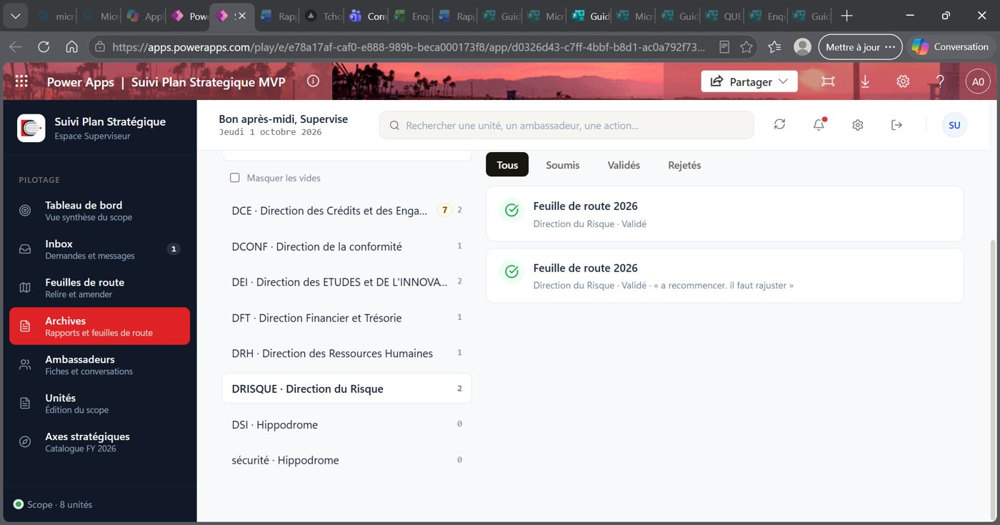 micr
Micr
App
Pow
S
Rap
Tcho
Con
Enq
Rap
Guid
Micr
Guid
Micr
Guid
QUE
Enq
Guid
https://apps.powerapps.com/play/e/e78a17af-caf0-e888-989b-beca000173f8/app/d0326d43-c7ff-4bbf-b8d1-ac0a792f73...
Mettre à jour
Conversation
Power Apps | Suivi Plan Strategique MVP
Partager
A0
Suivi Plan Stratégique
Espace Superviseur
Bon après-midi, Supervise
Jeudi 1 octobre 2026
Rechercher une unité, un ambassadeur, une action...
SU
PILOTAGE
Tableau de bord
Vue synthèse du scope
Inbox
Demandes et messages
1
Feuilles de route
Relire et amender
Archives
Rapports et feuilles de route
Ambassadeurs
Fiches et conversations
Unités
Édition du scope
Axes stratégiques
Catalogue FY 2026
Scope · 8 unités
Masquer les vides
DCE · Direction des Crédits et des Enga... 7 2
DCONF · Direction de la conformité 1
DEI · Direction des ETUDES et DE L'INNOVA... 2
DFT · Direction Financier et Trésorie 1
DRH · Direction des Ressources Humaines 1
DRISQUE · Direction du Risque 2
DSI · Hippodrome 0
sécurité · Hippodrome 0
Tous Soumis Validés Rejetés
Feuille de route 2026
Direction du Risque · Validé
Feuille de route 2026
Direction du Risque · Validé · « a recommencer. il faut rajuster »